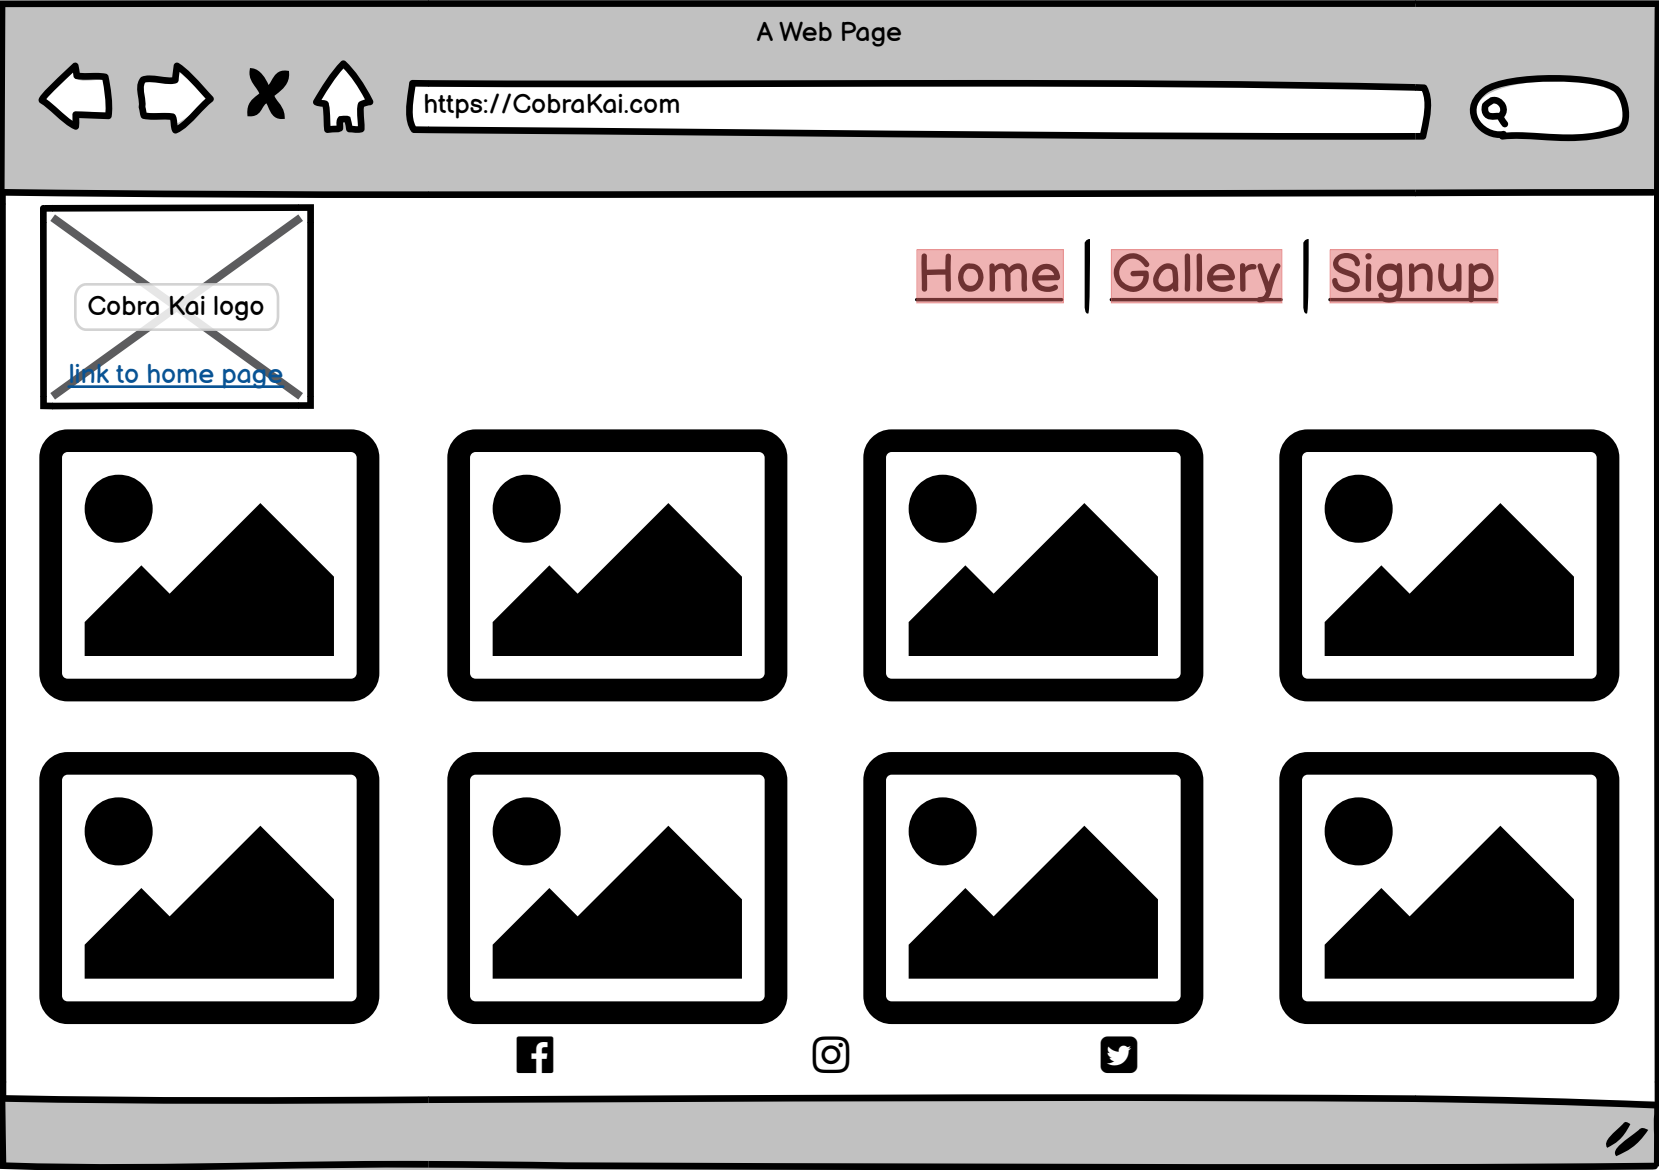 A Web Page
https://CobraKai.com
Home | Gallery | Signup
Cobra Kai logo
link to home page